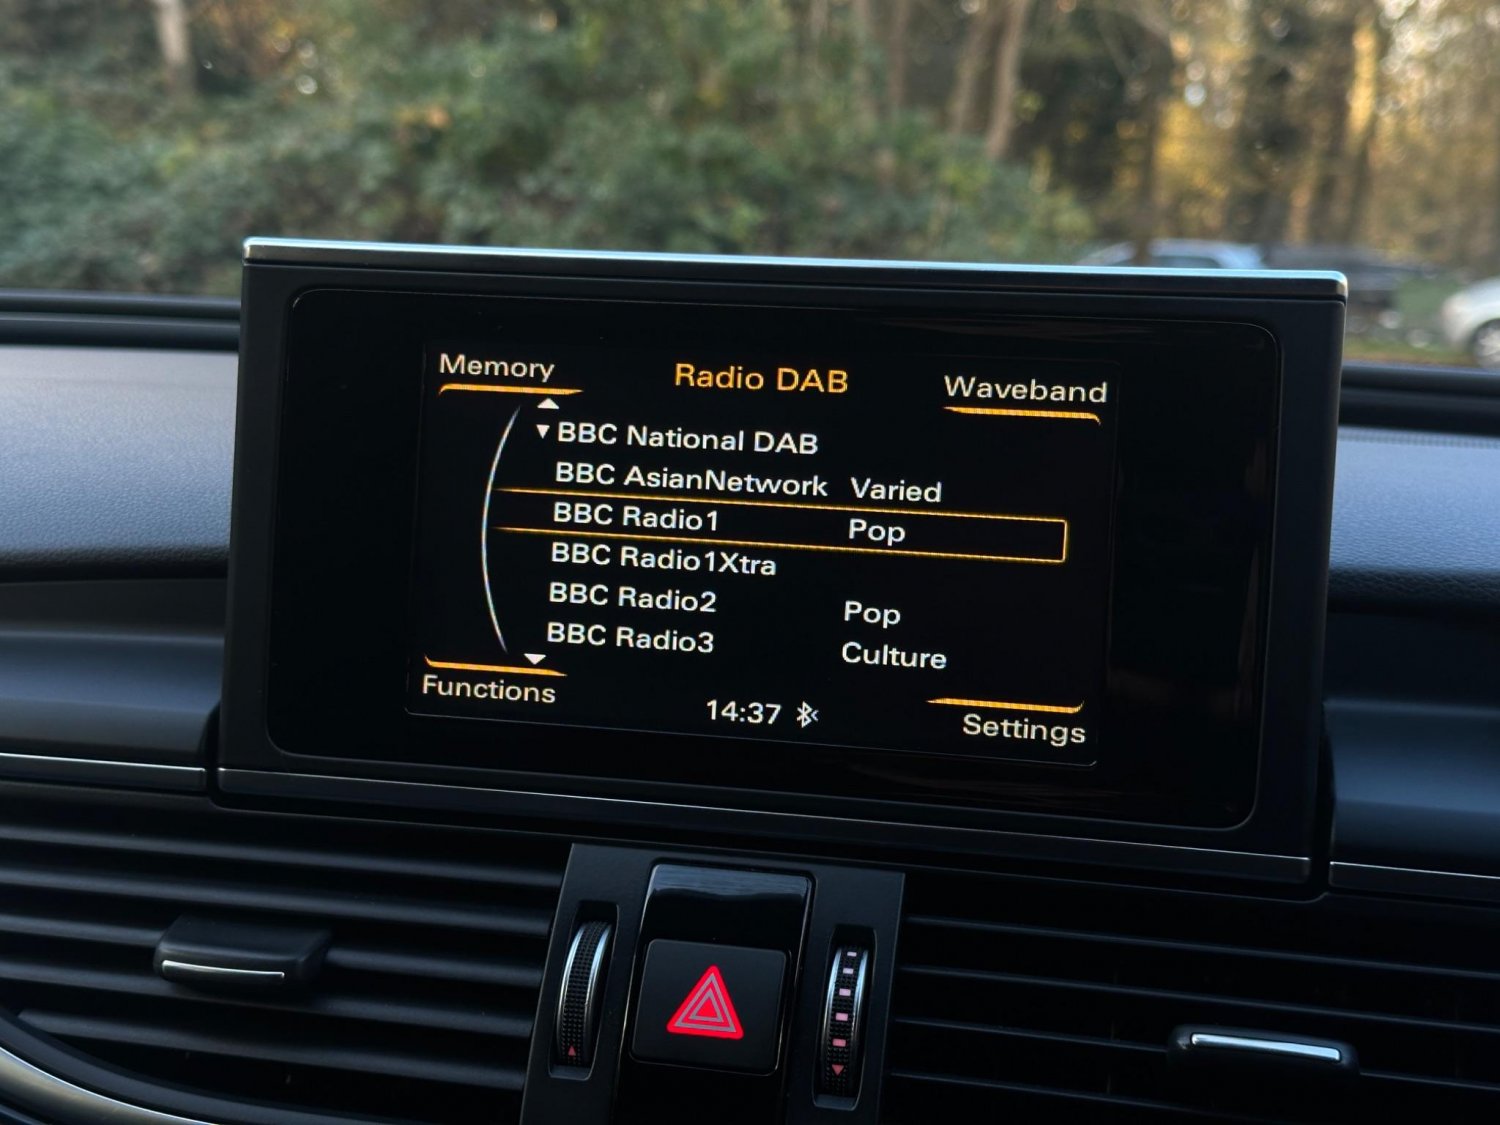 Memory
Radio DAB
Waveband
BBC National DAB
BBC AsianNetwork Varied
BBC Radio1 Pop
BBC Radio1Xtra
BBC Radio2 Pop
BBC Radio3 Culture
Functions
14:37
Settings